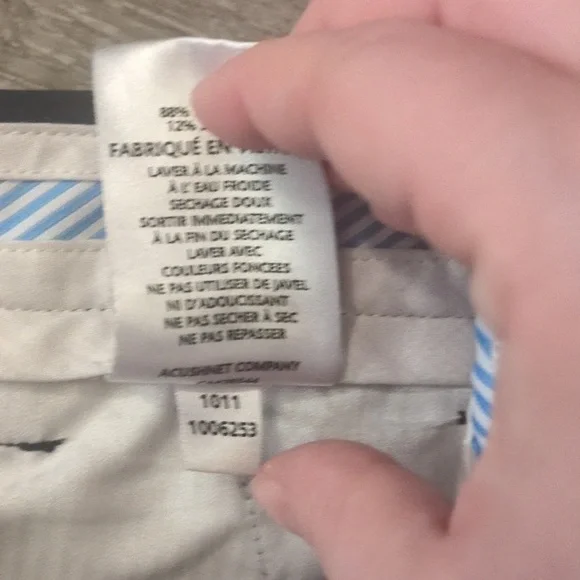 88%
12%
FABRIQUÉ EN
LAVER À LA MACHINE
À L'EAU FROIDE
SECHAGE DOUX
SORTIR IMMEDIATEMENT
À LA FIN DU SECHAGE
LAVER AVEC
COULEURS FONCEES
NE PAS UTILISER DE JAVEL
NI D'ADOUCISSANT
NE PAS SECHER À SEC
NE PAS REPASSER
ACUSHNET COMPANY
1011
1006253